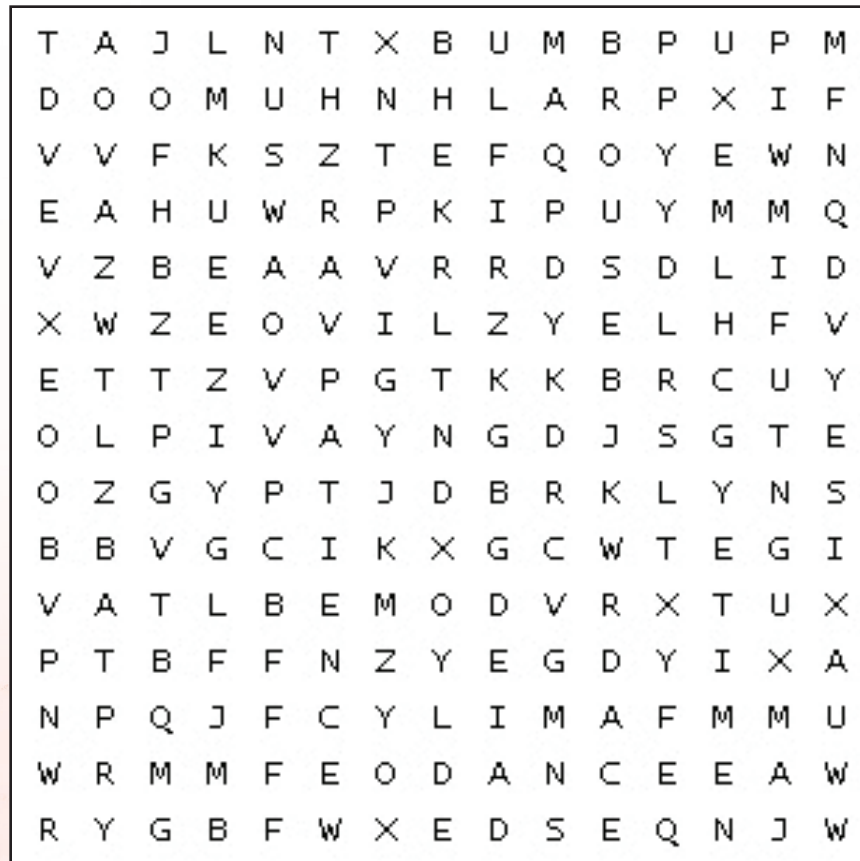 T A J L N T X B U M B P U P M
D O O M U H N H L A R P X I F
V V F K S Z T E F Q O Y E W N
E A H U W R P K I P U Y M M Q
V Z B E A A V R R D S D L I D
X W Z E O V I L Z Y E L H F V
E T T Z V P G T K K B R C U Y
O L P I V A Y N G D J S G T E
O Z G Y P T J D B R K L Y N S
B B V G C I K X G C W T E G I
V A T L B E M O D V R X T U X
P T B F F N Z Y E G D Y I X A
N P Q J F C Y L I M A F M M U
W R M M F E O D A N C E E A W
R Y G B F W X E D S E Q N J W